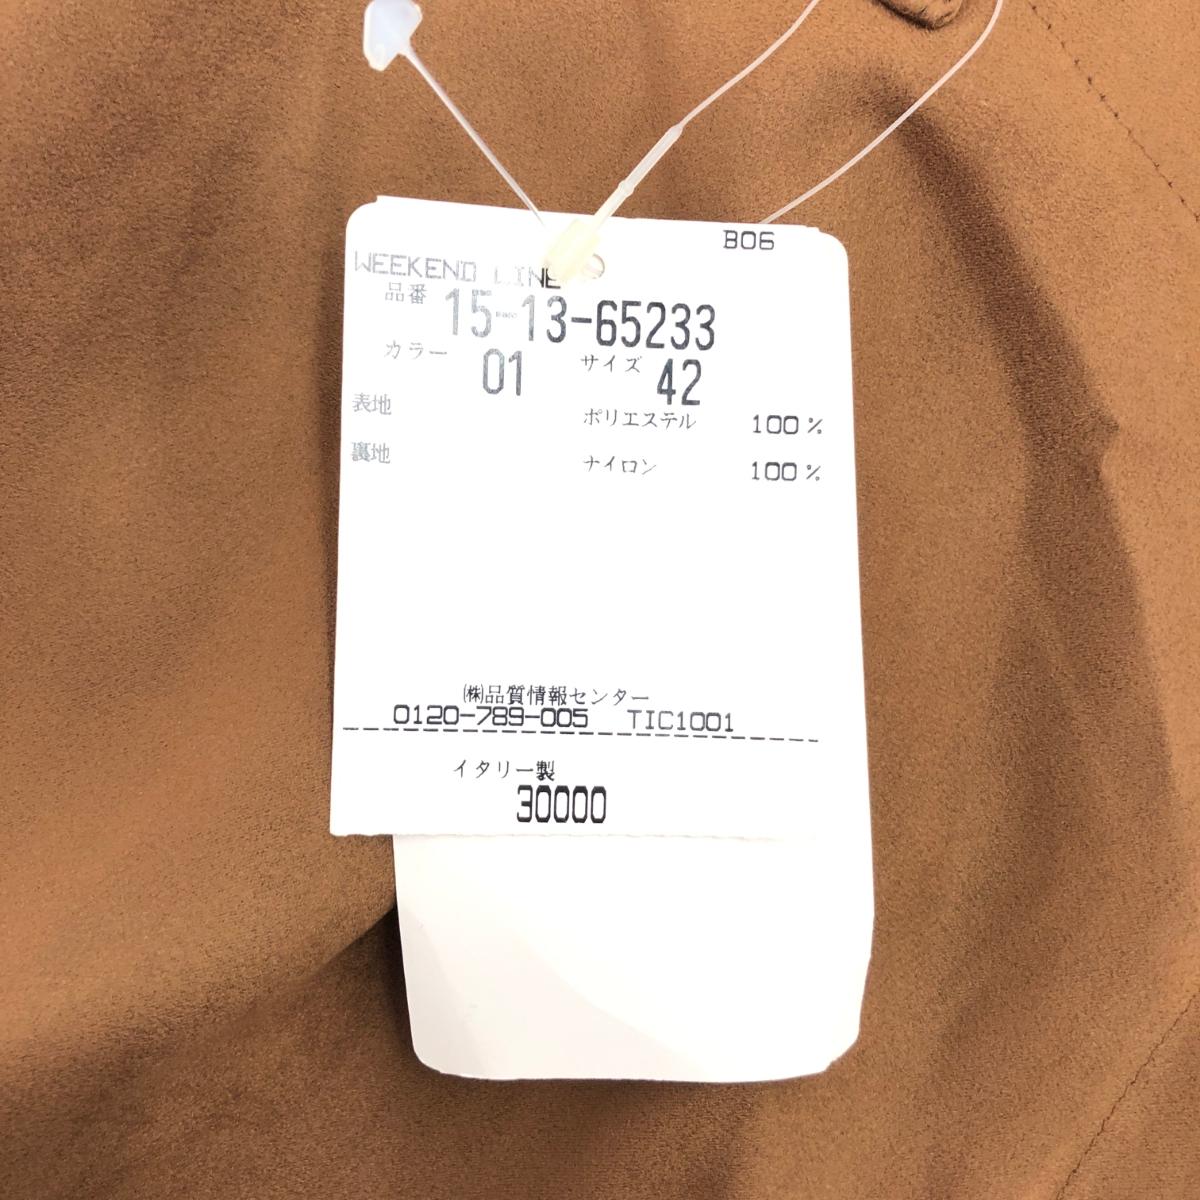 B06
WEEKEND LINE
品番 15-13-65233
カラー 01 サイズ 42
表地 ポリエステル 100%
裏地 ナイロン 100%
㈱品質情報センター
0120-789-005 TIC1001
イタリー製
30000